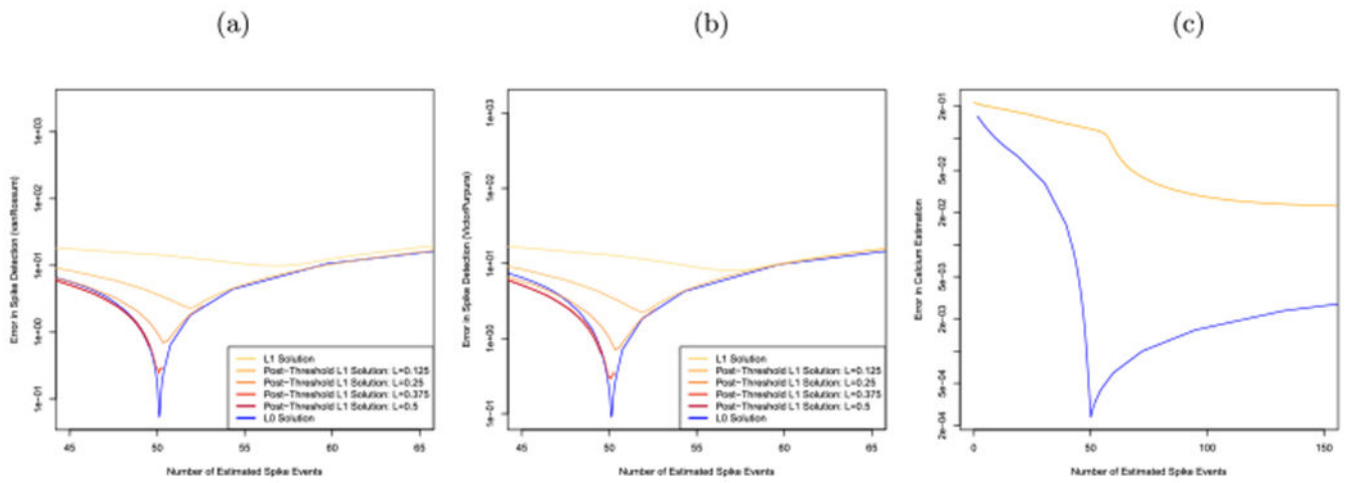 (a)
(b)
(c)
Error in Spike Detection (vanRossum)
1e+03
1e+02
1e+01
1e+00
1e-01
45
50
55
60
65
Number of Estimated Spike Events
L1 Solution
Post-Threshold L1 Solution: L=0.125
Post-Threshold L1 Solution: L=0.25
Post-Threshold L1 Solution: L=0.375
Post-Threshold L1 Solution: L=0.5
L0 Solution
Error in Spike Detection (VictorPurpura)
1e+03
1e+02
1e+01
1e+00
1e-01
45
50
55
60
65
Number of Estimated Spike Events
L1 Solution
Post-Threshold L1 Solution: L=0.125
Post-Threshold L1 Solution: L=0.25
Post-Threshold L1 Solution: L=0.375
Post-Threshold L1 Solution: L=0.5
L0 Solution
Error in Calcium Estimation
2e-01
5e-02
2e-02
5e-03
2e-03
5e-04
2e-04
0
50
100
150
Number of Estimated Spike Events